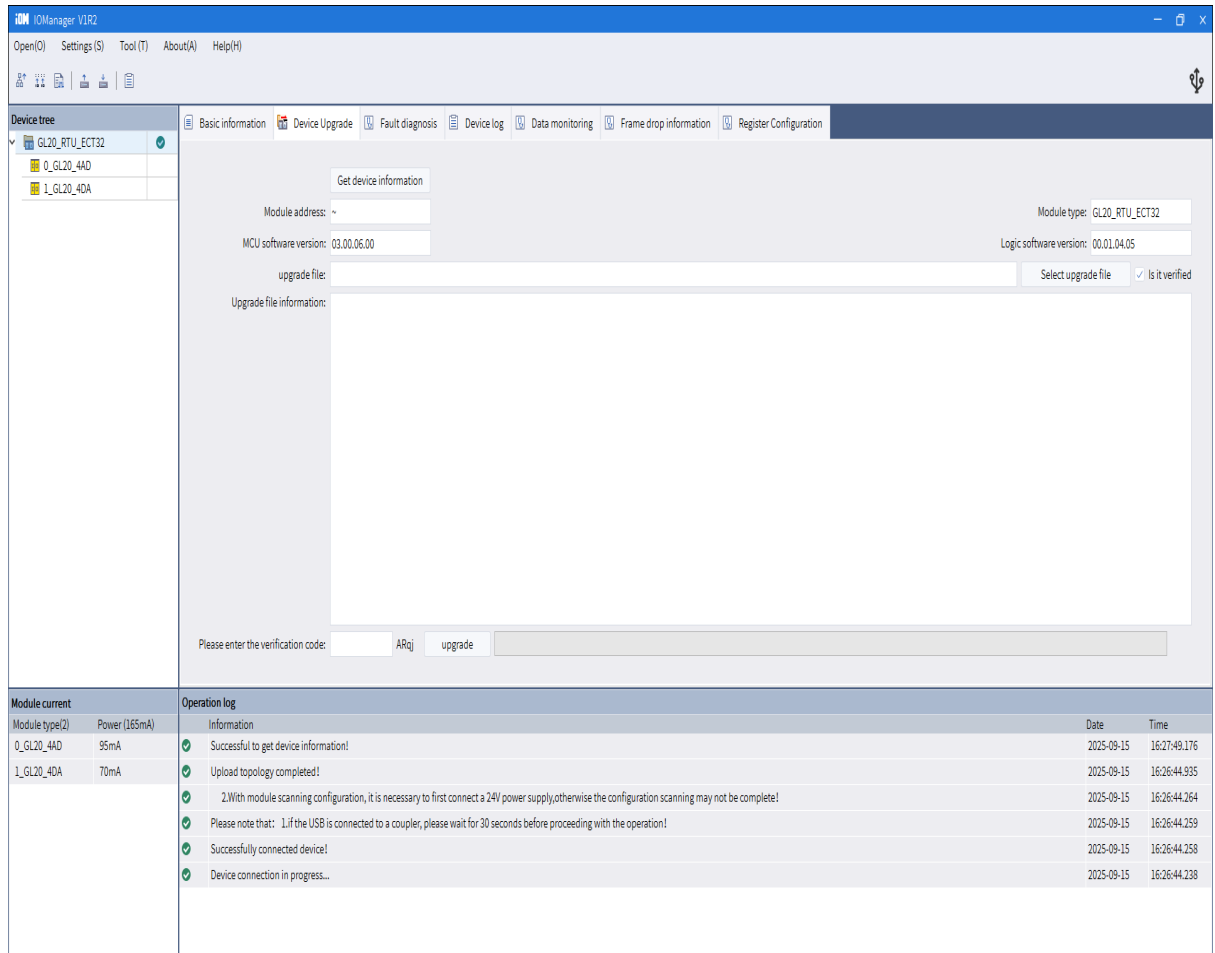 iOM IOManager V1R2
Open(O) Settings (S) Tool (T) About(A) Help(H)
Device tree
GL20_RTU_ECT32
0_GL20_4AD
1_GL20_4DA
Basic information Device Upgrade Fault diagnosis Device log Data monitoring Frame drop information Register Configuration
Get device information
Module address: ~ Module type: GL20_RTU_ECT32
MCU software version: 03.00.06.00 Logic software version: 00.01.04.05
upgrade file: Select upgrade file Is it verified
Upgrade file information:
Please enter the verification code: ARqj upgrade
Module current
Module type(2) Power (165mA)
0_GL20_4AD 95mA
1_GL20_4DA 70mA
Operation log
Information Date Time
Successful to get device information! 2025-09-15 16:27:49.176
Upload topology completed! 2025-09-15 16:26:44.935
2.With module scanning configuration, it is necessary to first connect a 24V power supply,otherwise the configuration scanning may not be complete! 2025-09-15 16:26:44.264
Please note that： 1.if the USB is connected to a coupler, please wait for 30 seconds before proceeding with the operation! 2025-09-15 16:26:44.259
Successfully connected device! 2025-09-15 16:26:44.258
Device connection in progress... 2025-09-15 16:26:44.238